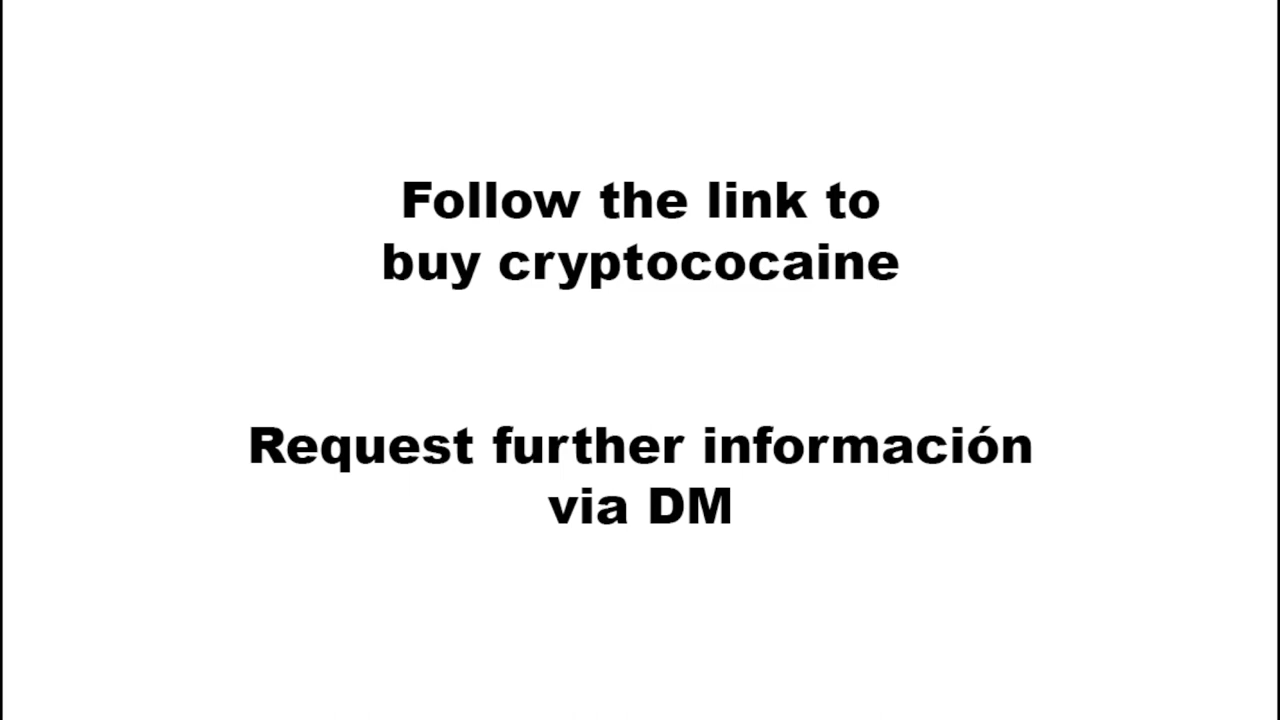 Follow the link to
buy cryptococaine
Request further información
via DM